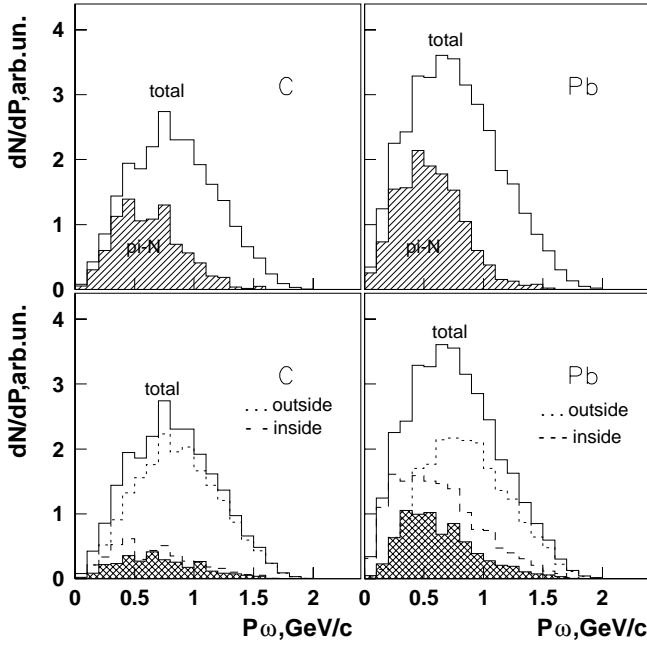 dN/dP,arb.un.
4
3
2
1
0
total
C
pi-N
total
Pb
pi-N
dN/dP,arb.un.
4
3
2
1
0
total
C
outside
inside
total
Pb
outside
inside
0 0.5 1 1.5 2
0 0.5 1 1.5 2
Pω,GeV/c
Pω,GeV/c